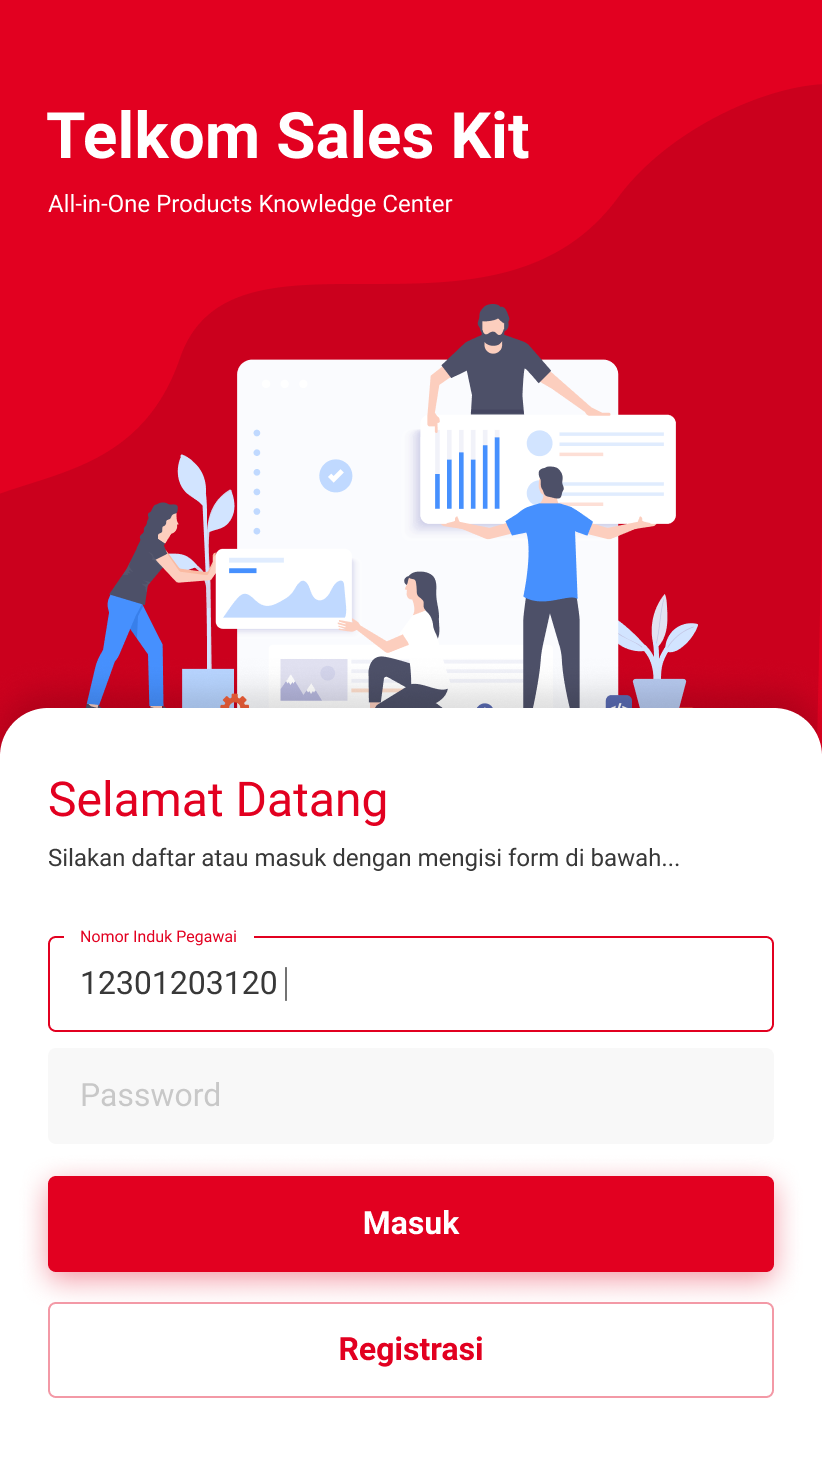 Telkom Sales Kit
All-in-One Products Knowledge Center
Selamat Datang
Silakan daftar atau masuk dengan mengisi form di bawah...
Nomor Induk Pegawai
12301203120
Password
Masuk
Registrasi